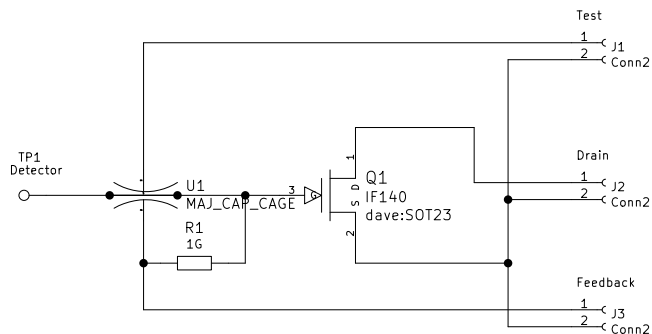 Test
1
J1
2
Conn2
TP1
Detector
U1
MAJ_CAP_CAGE
R1
1G
3
G
1
D
S
2
Q1
IF140
dave:SOT23
Drain
1
J2
2
Conn2
Feedback
1
J3
2
Conn2